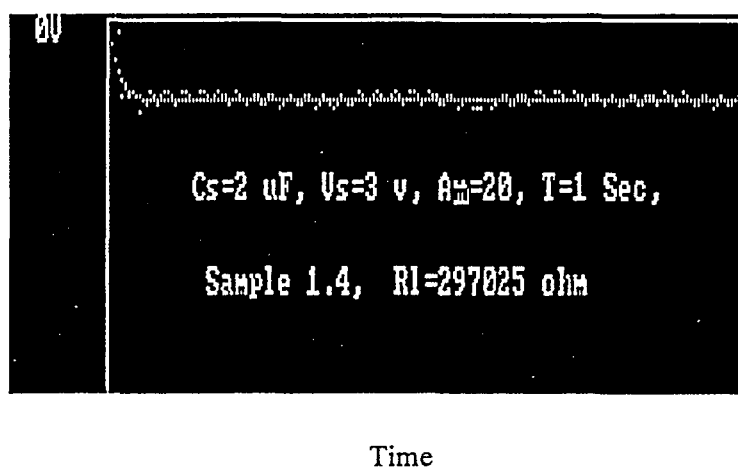 0V
Cs=2 uF, Vs=3 v, Am=20, T=1 Sec,
Sample 1.4, Rl=297025 ohm
Time